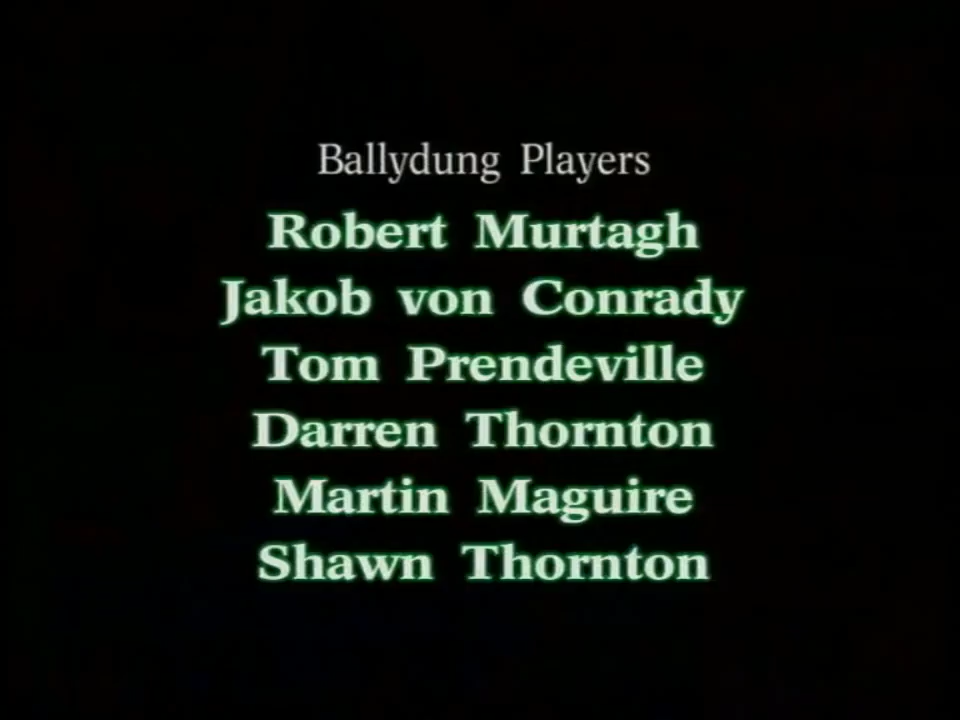 Ballydung Players
Robert Murtagh
Jakob von Conrady
Tom Prendeville
Darren Thornton
Martin Maguire
Shawn Thornton